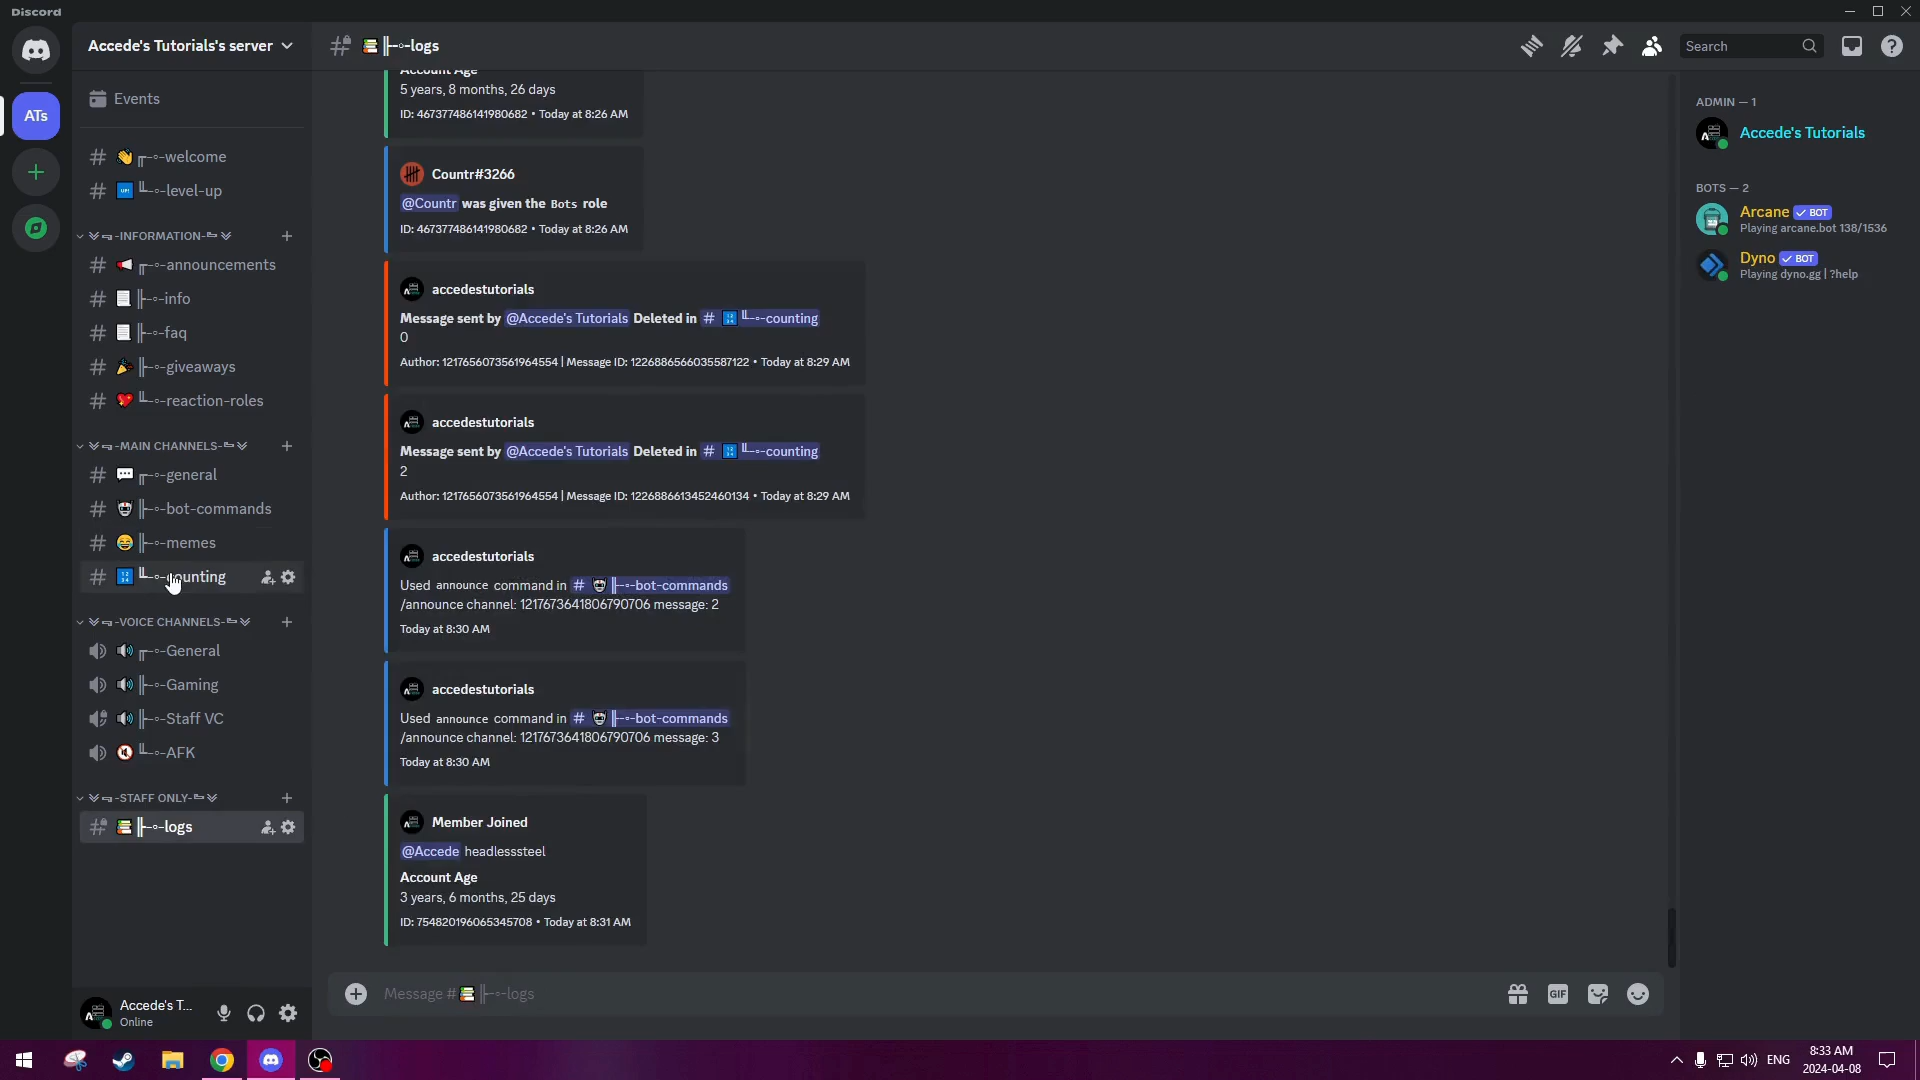 Discord
Accede's Tutorials's server
ATs
Events
welcome
level-up
-INFORMATION-
announcements
info
faq
giveaways
reaction-roles
-MAIN CHANNELS-
general
bot-commands
memes
counting
-VOICE CHANNELS-
General
Gaming
Staff VC
AFK
-STAFF ONLY-
logs
Accede's T...
Online
logs
Search
Account Age
5 years, 8 months, 26 days
ID: 467377486141980682 • Today at 8:26 AM
Countr#3266
@Countr was given the Bots role
ID: 467377486141980682 • Today at 8:26 AM
accedestutorials
Message sent by @Accede's Tutorials Deleted in # counting
0
Author: 1217656073561964554 | Message ID: 1226886566035587122 • Today at 8:29 AM
accedestutorials
Message sent by @Accede's Tutorials Deleted in # counting
2
Author: 1217656073561964554 | Message ID: 1226886613452460134 • Today at 8:29 AM
accedestutorials
Used announce command in # bot-commands
/announce channel: 1217673641806790706 message: 2
Today at 8:30 AM
accedestutorials
Used announce command in # bot-commands
/announce channel: 1217673641806790706 message: 3
Today at 8:30 AM
Member Joined
@Accede headlesssteel
Account Age
3 years, 6 months, 25 days
ID: 754820196065345708 • Today at 8:31 AM
Message # logs
GIF
ADMIN — 1
Accede's Tutorials
BOTS — 2
Arcane BOT
Playing arcane.bot 138/1536
Dyno BOT
Playing dyno.gg | ?help
ENG
8:33 AM
2024-04-08